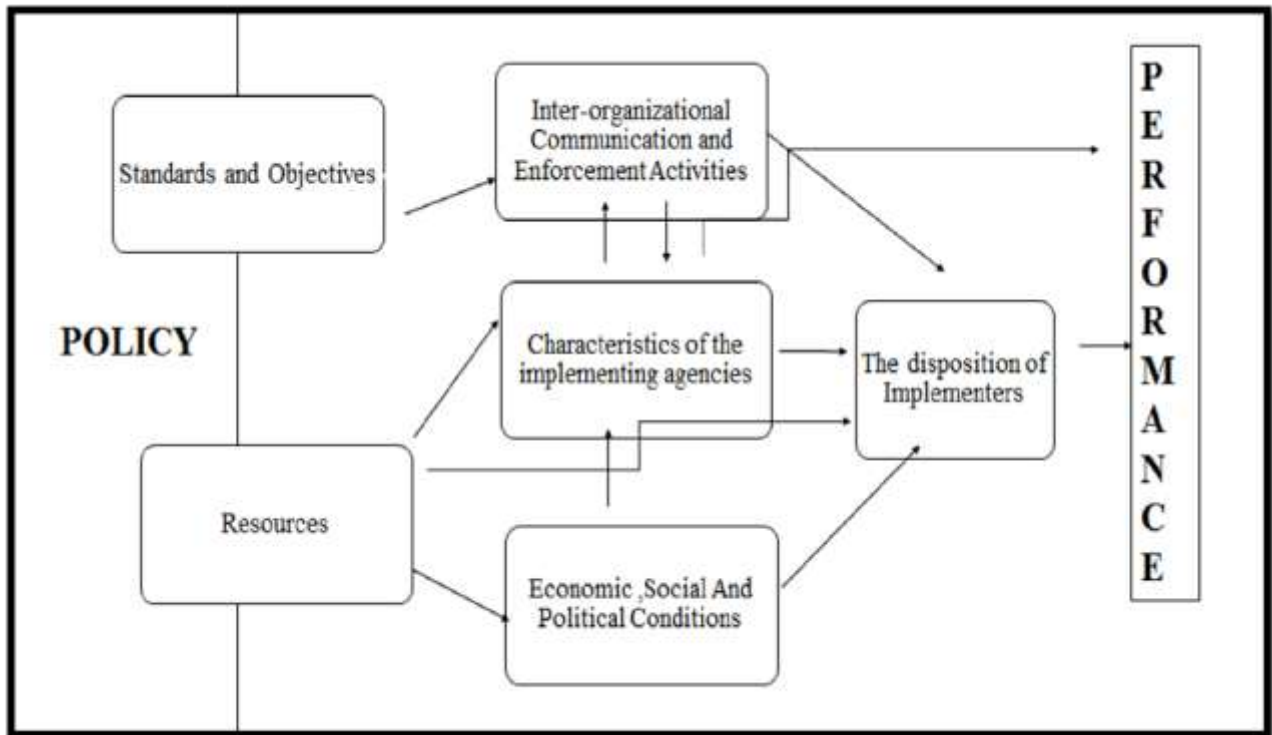 Inter-organizational
Communication and
Enforcement Activities
Standards and Objectives
POLICY
Characteristics of the
implementing agencies
The disposition of
Implementers
Resources
Economic ,Social And
Political Conditions
P
E
R
F
O
R
M
A
N
C
E